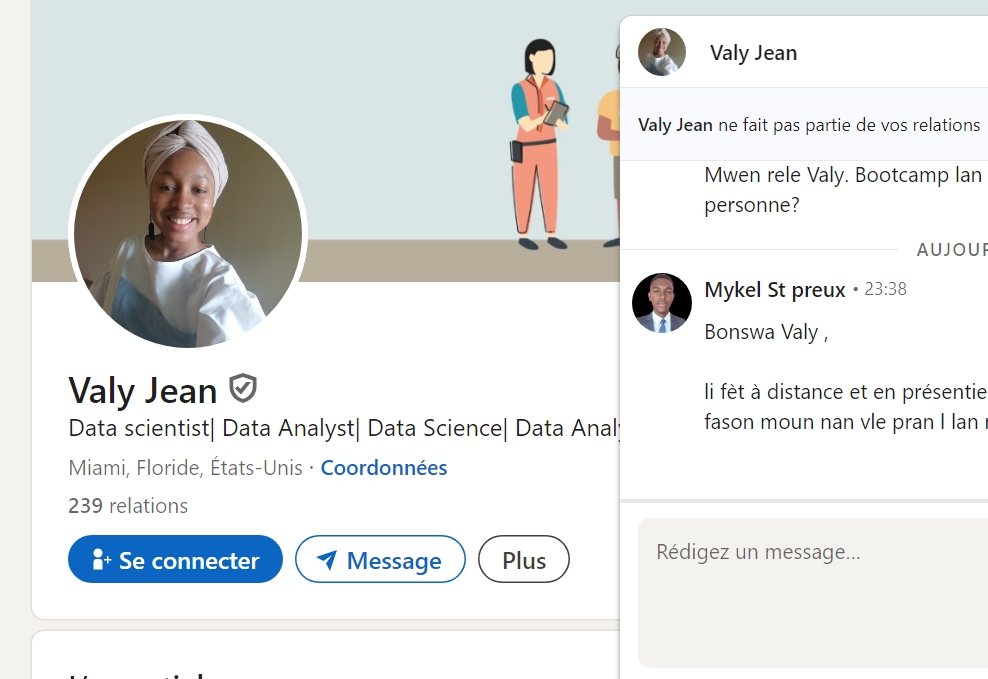 Valy Jean
Data scientist| Data Analyst| Data Science| Data
Miami, Floride, États-Unis · Coordonnées
239 relations
Se connecter
Message
Plus
Valy Jean
Valy Jean ne fait pas partie de vos relations
Mwen rele Valy. Bootcamp lan
personne?
Mykel St preux • 23:38
Bonswa Valy ,
li fèt à distance et en
fason moun nan vle pran l lan
Rédigez un message…